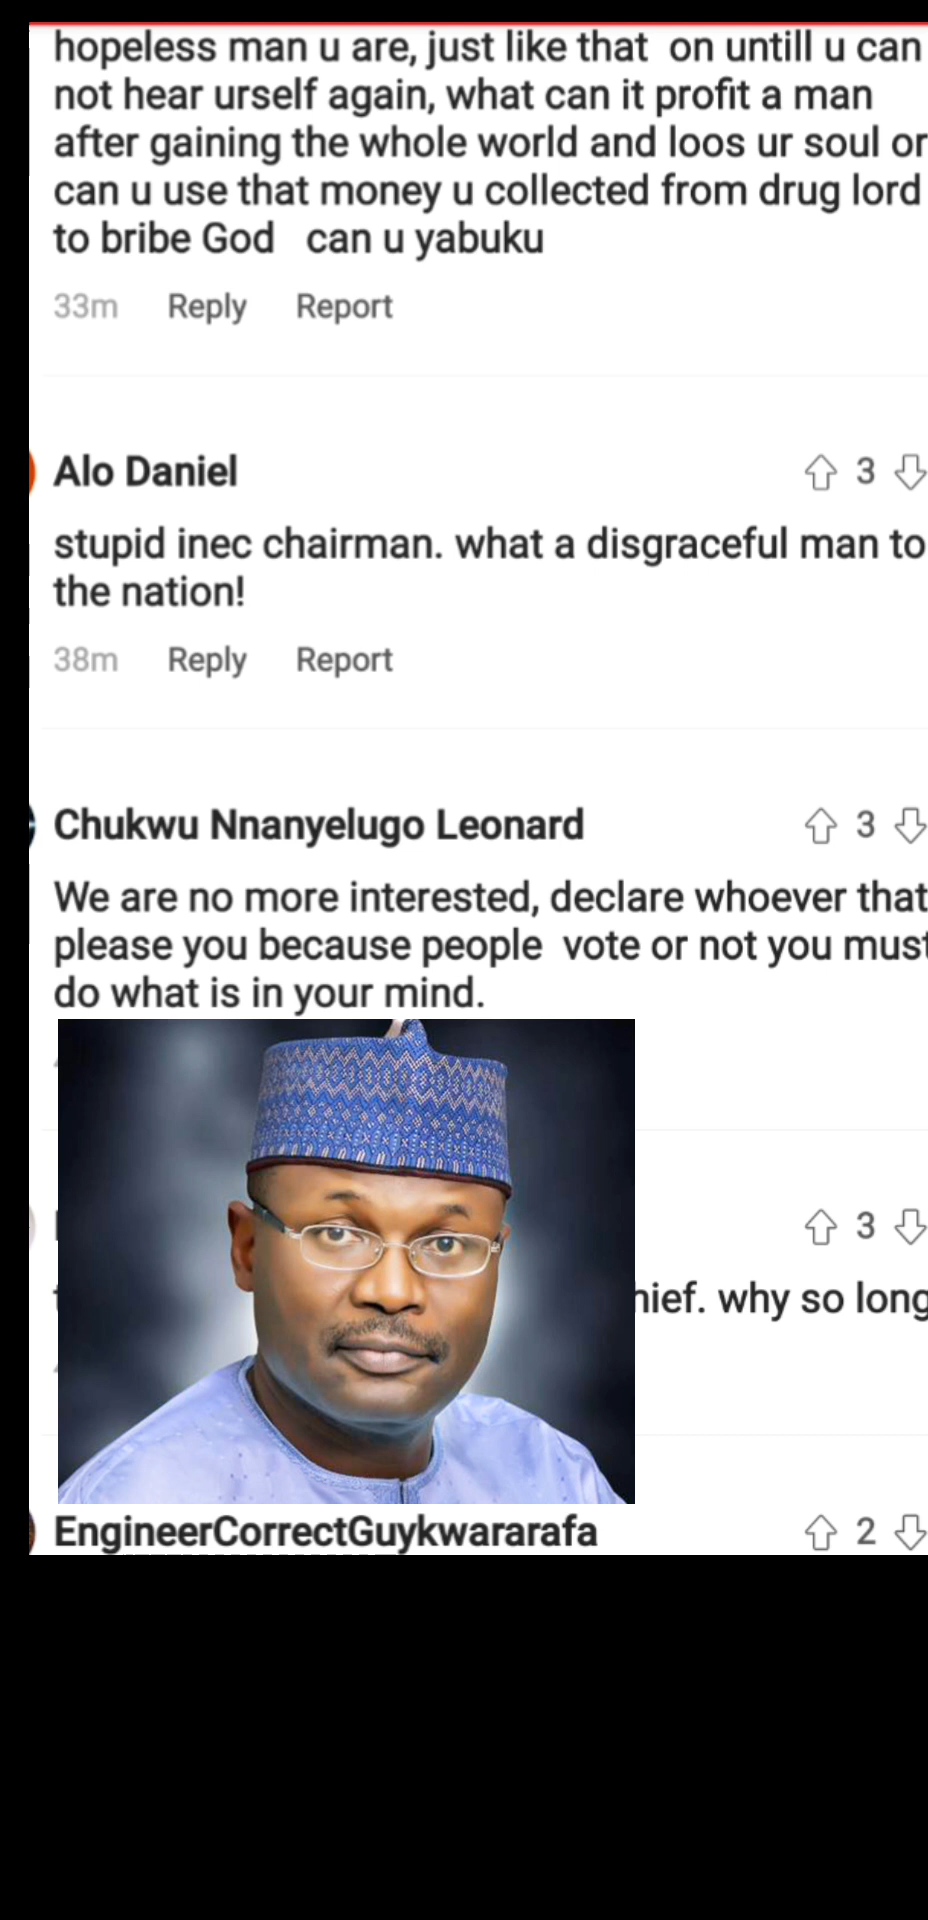 hopeless man u are, just like that  on untill u can
not hear urself again, what can it profit a man
after gaining the whole world and loos ur soul or
can u use that money u collected from drug lord
to bribe God   can u yabuku
33m Reply Report
Alo Daniel 3
stupid inec chairman. what a disgraceful man to
the nation!
38m Reply Report
Chukwu Nnanyelugo Leonard 3
We are no more interested, declare whoever that
please you because people  vote or not you must
do what is in your mind.
3
why so long
EngineerCorrectGuykwararafa 2